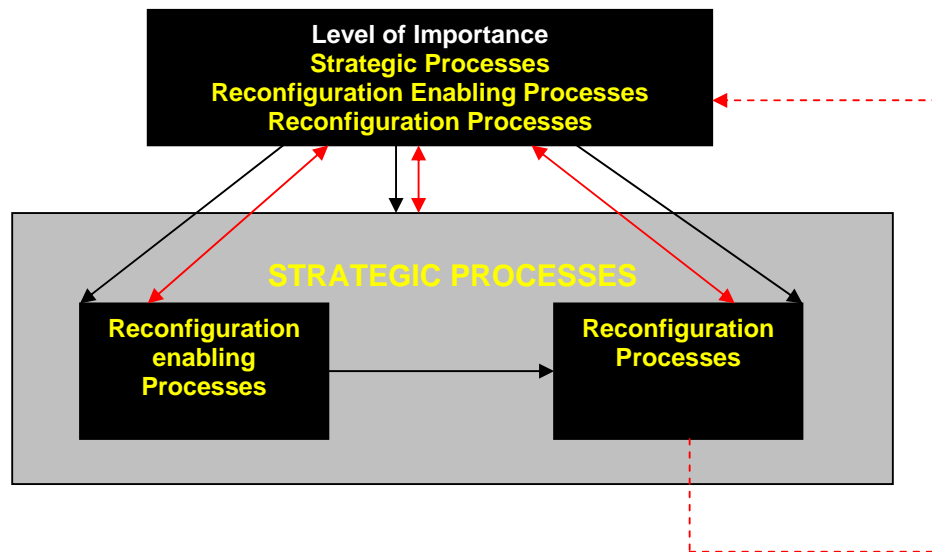 Level of Importance
Strategic Processes
Reconfiguration Enabling Processes
Reconfiguration Processes
STRATEGIC PROCESSES
Reconfiguration
enabling
Processes
Reconfiguration
Processes